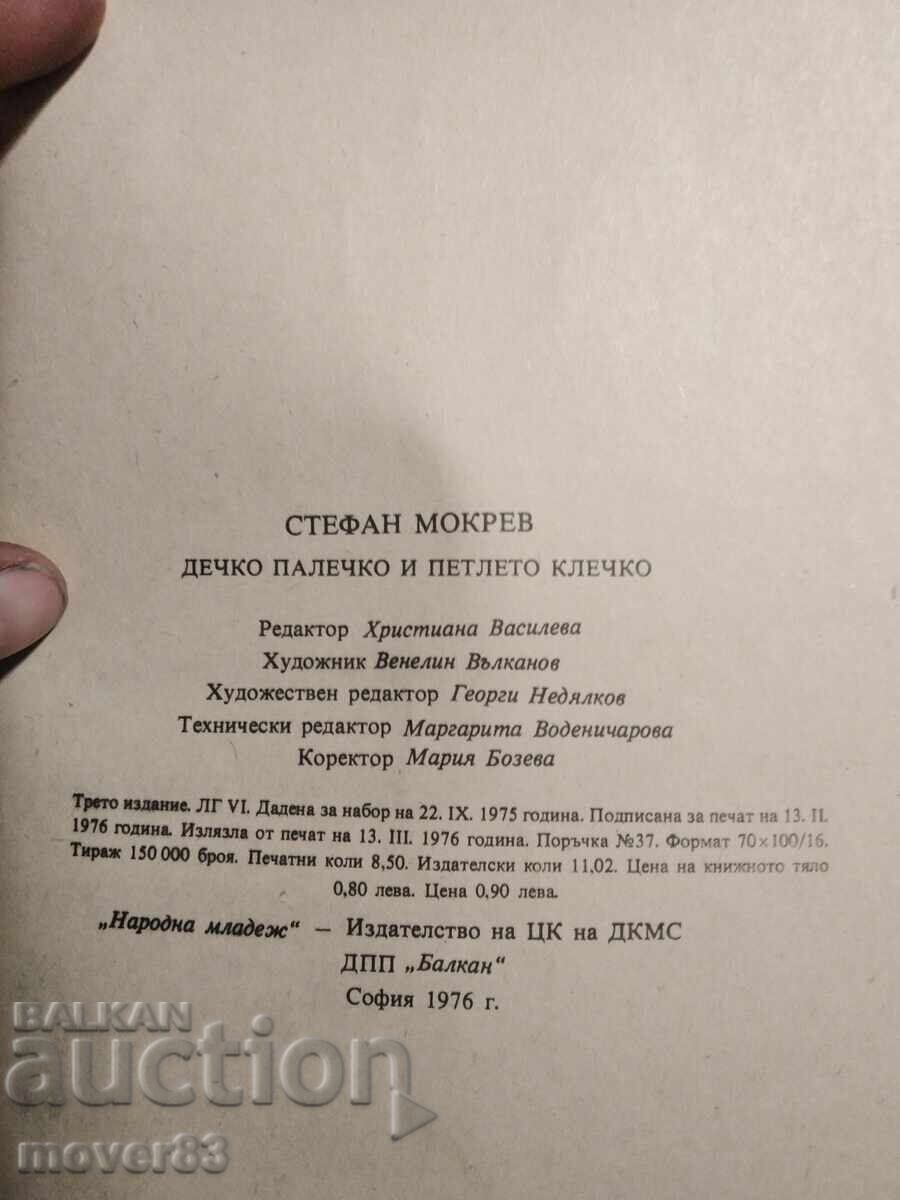 СТЕФАН МОКРЕВ
ДЕЧКО ПАЛЕЧКО И ПЕТЛЕТО КЛЕЧКО
Редактор Христиана Василева
Художник Венелин Вълканов
Художествен редактор Георги Недялков
Технически редактор Маргарита Воденичарова
Коректор Мария Бозева
Трето издание. ЛГ VI. Дадена за набор на 22. IX. 1975 година. Подписана за печат на 13. II.
1976 година. Излязла от печат на 13. III. 1976 година. Поръчка №37. Формат 70×100/16.
Тираж 150 000 броя. Печатни коли 8,50. Издателски коли 11,02. Цена на книжното тяло
0,80 лева. Цена 0,90 лева.
„Народна младеж“ — Издателство на ЦК на ДКМС
ДПП „Балкан“
София 1976 г.
BALKAN
auction
mover83